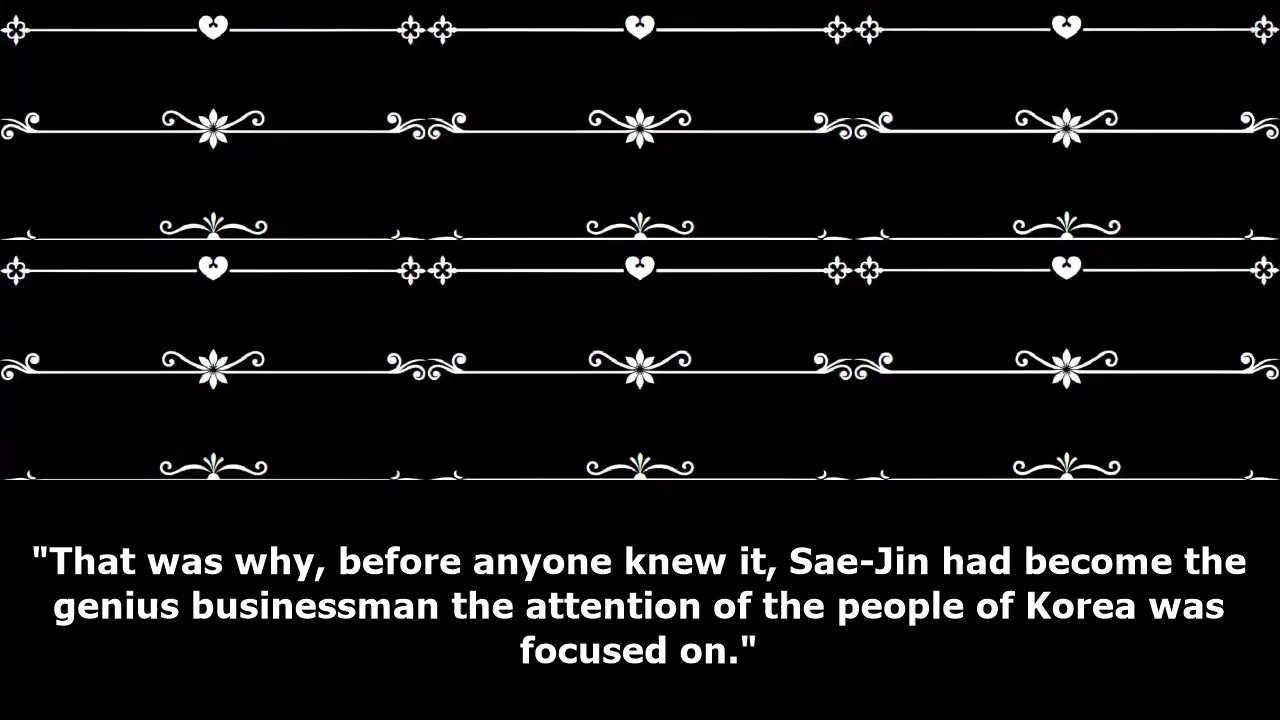 "That was why, before anyone knew it, Sae-Jin had become the
genius businessman the attention of the people of Korea was
focused on."